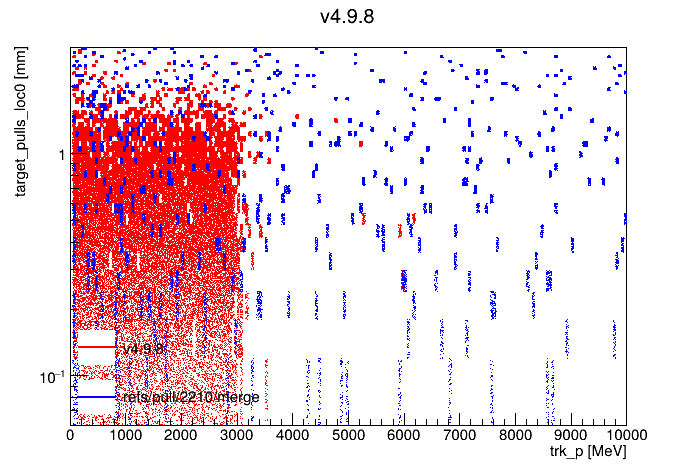 v4.9.8
target_pulls_loc0 [mm]
1
10⁻¹
v4.9.8
refs/pull/2210/merge
0 1000 2000 3000 4000 5000 6000 7000 8000 9000 10000
trk_p [MeV]